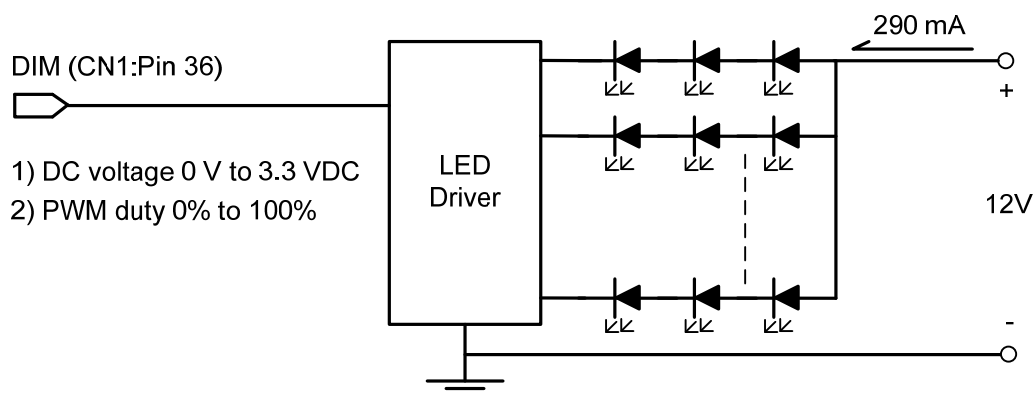 290 mA
DIM (CN1:Pin 36)
+
1) DC voltage 0 V to 3.3 VDC
2) PWM duty 0% to 100%
LED
Driver
12V
-